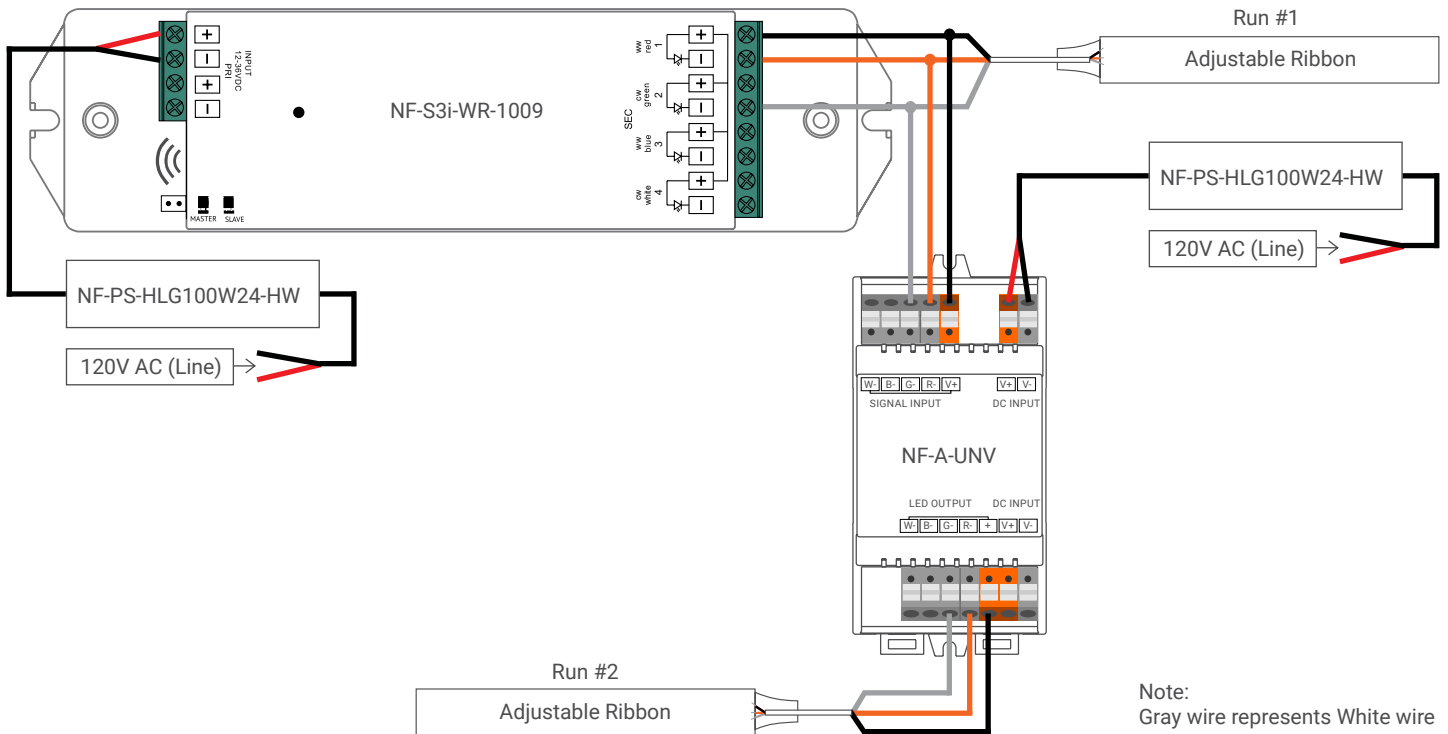 Run #1
Adjustable Ribbon
+
−
+
−
INPUT
12-36VDC
PRI
NF-S3i-WR-1009
SEC
ww
red
1
+
−
cw
green
2
+
−
ww
blue
3
+
−
cw
white
4
+
−
MASTER
SLAVE
NF-PS-HLG100W24-HW
120V AC (Line)
NF-PS-HLG100W24-HW
120V AC (Line)
W- B- G- R- V+ V+ V-
SIGNAL INPUT DC INPUT
NF-A-UNV
LED OUTPUT DC INPUT
W- B- G- R- + V+ V-
Run #2
Adjustable Ribbon
Note:
Gray wire represents White wire